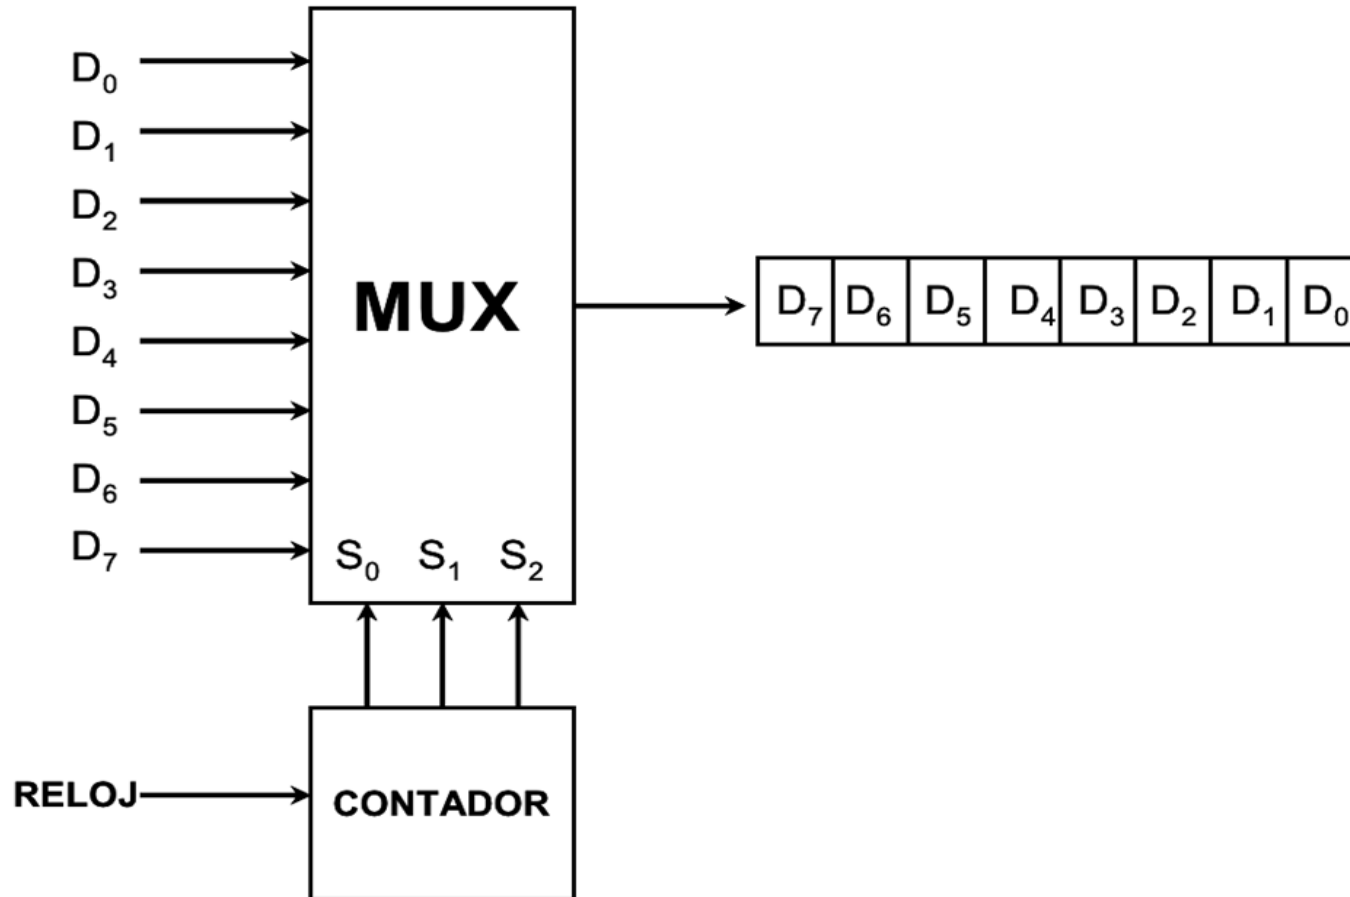 D₀
D₁
D₂
D₃
D₄
D₅
D₆
D₇
MUX
S₀ S₁ S₂
D₇ D₆ D₅ D₄ D₃ D₂ D₁ D₀
RELOJ
CONTADOR